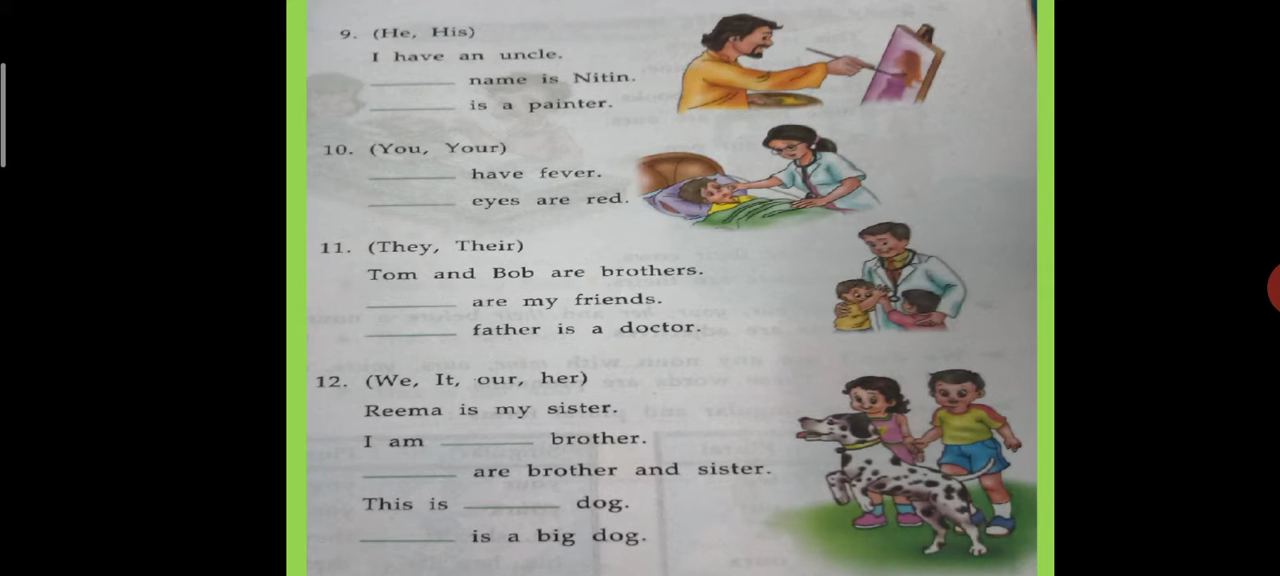 9. (He, His)
I have an uncle.
________ name is Nitin.
________ is a painter.
10. (You, Your)
________ have fever.
________ eyes are red.
11. (They, Their)
Tom and Bob are brothers.
________ are my friends.
________ father is a doctor.
12. (We, It, our, her)
Reema is my sister.
I am ________ brother.
________ are brother and sister.
This is ________ dog.
________ is a big dog.